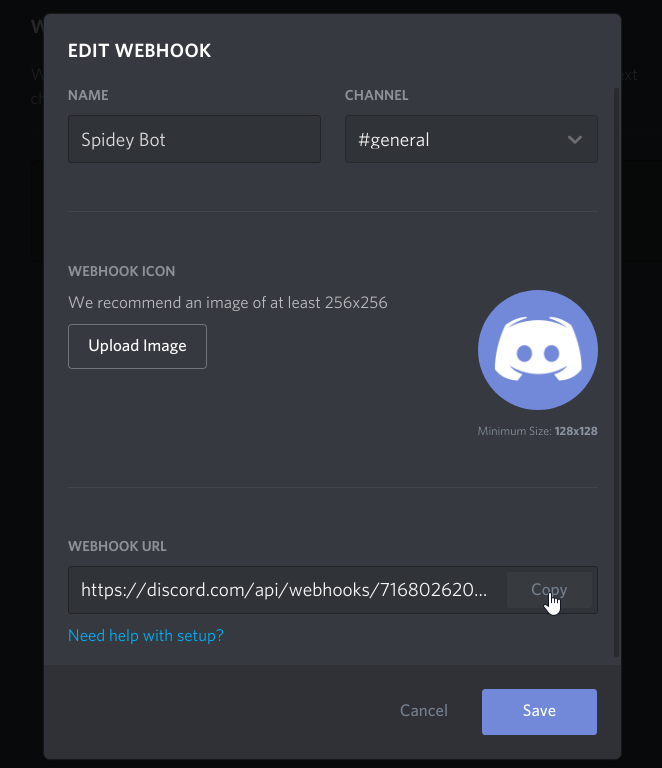 EDIT WEBHOOK
NAME
CHANNEL
Spidey Bot
#general
WEBHOOK ICON
We recommend an image of at least 256x256
Upload Image
Minimum Size: 128x128
WEBHOOK URL
https://discord.com/api/webhooks/716802620...
Copy
Need help with setup?
Cancel
Save